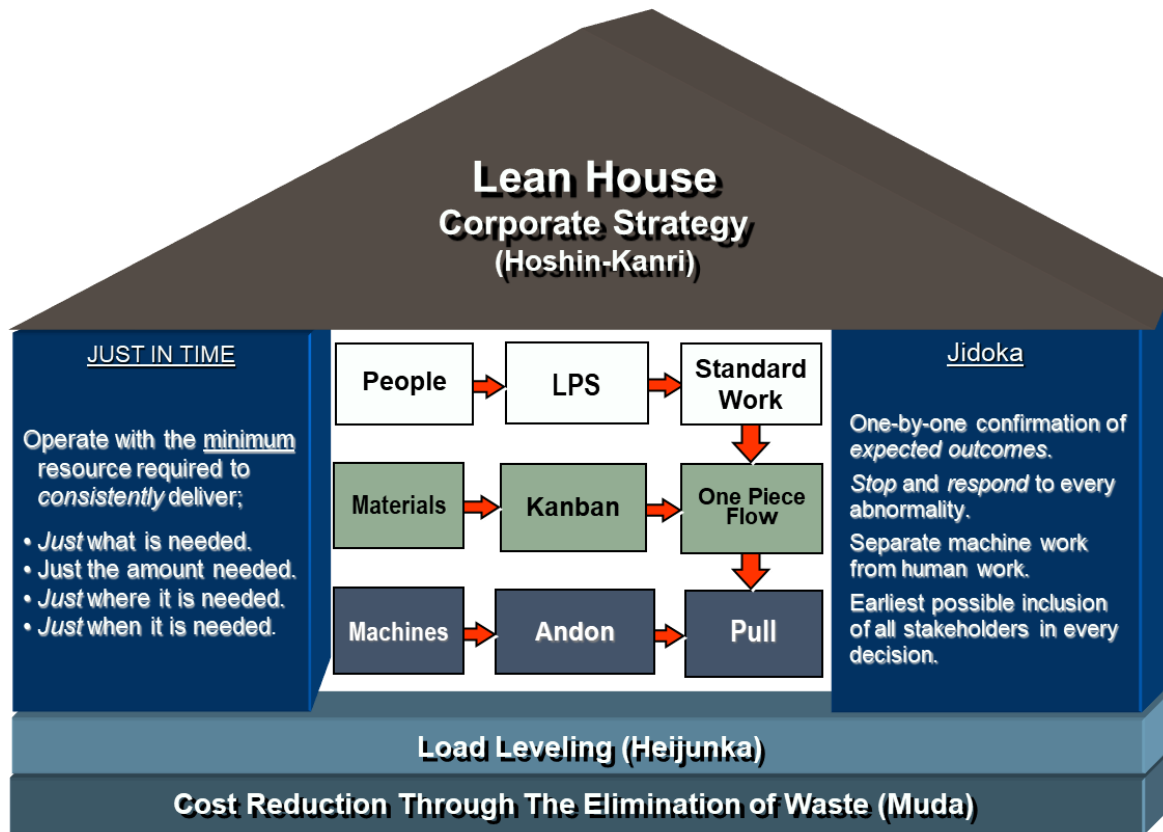 Lean House
Corporate Strategy
(Hoshin-Kanri)
JUST IN TIME
Operate with the minimum
resource required to
consistently deliver;
• Just what is needed.
• Just the amount needed.
• Just where it is needed.
• Just when it is needed.
People
LPS
Standard
Work
Materials
Kanban
One Piece
Flow
Machines
Andon
Pull
Jidoka
One-by-one confirmation of
expected outcomes.
Stop and respond to every
abnormality.
Separate machine work
from human work.
Earliest possible inclusion
of all stakeholders in every
decision.
Load Leveling (Heijunka)
Cost Reduction Through The Elimination of Waste (Muda)